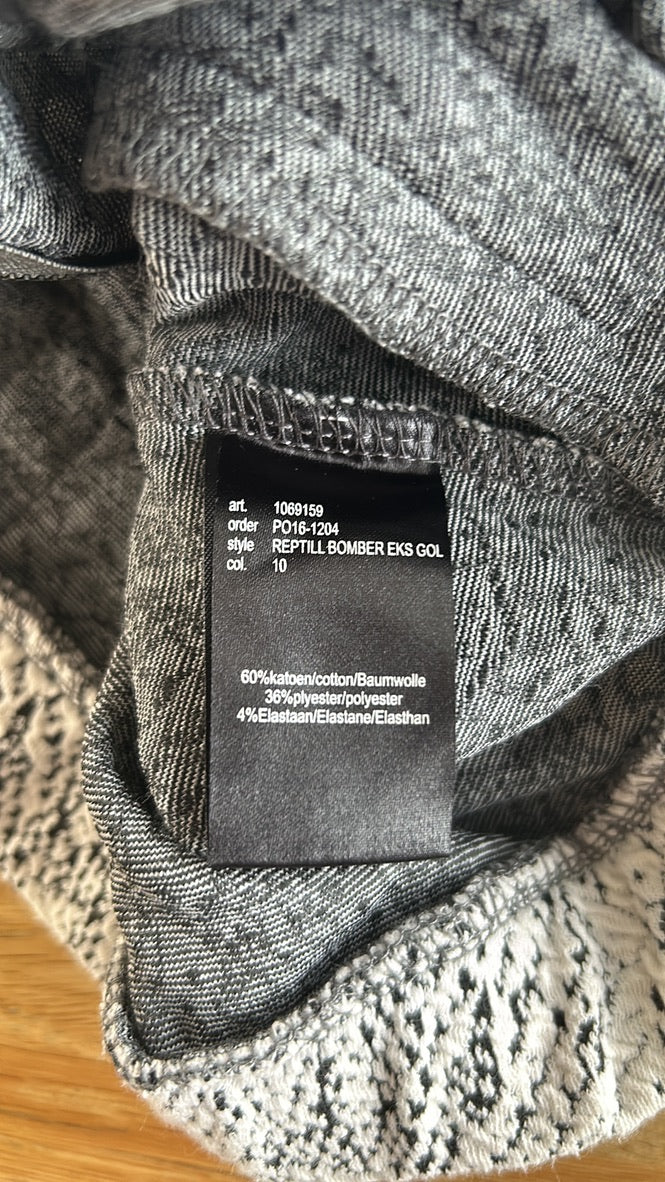 art. 1069159
order PO16-1204
style REPTILL BOMBER EKS GOL
col. 10
60%katoen/cotton/Baumwolle
36%plyester/polyester
4%Elastaan/Elastane/Elasthan